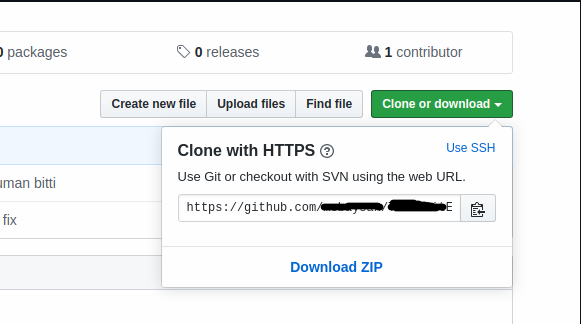 0 packages
0 releases
1 contributor
Create new file
Upload files
Find file
Clone or download
Clone with HTTPS
Use SSH
Use Git or checkout with SVN using the web URL.
uman bitti
https://github.com/
fix
Download ZIP